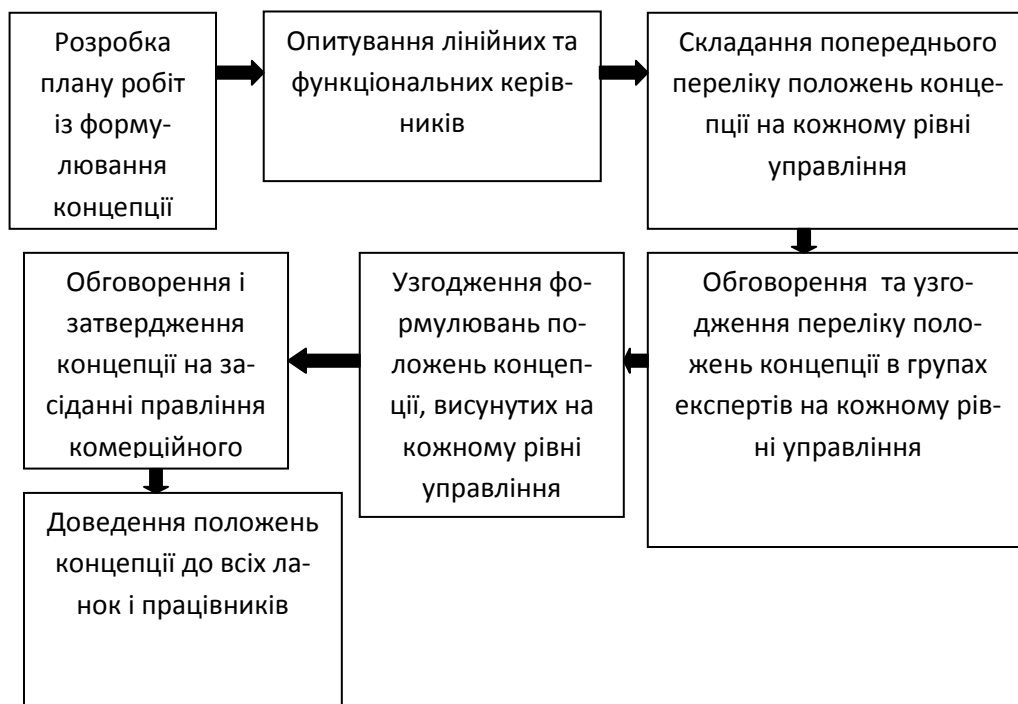 Розробка
плану робіт
із форму-
лювання
концепції
Опитування лінійних та
функціональних керів-
ників
Складання попереднього
переліку положень конце-
пції на кожному рівні
управління
Обговорення та узго-
дження переліку поло-
жень концепції в групах
експертів на кожному рів-
ні управління
Узгодження фо-
рмулювань по-
ложень концеп-
ції, висунутих на
кожному рівні
управління
Обговорення і
затвердження
концепції на за-
сіданні правління
комерційного
Доведення положень
концепції до всіх ла-
нок і працівників